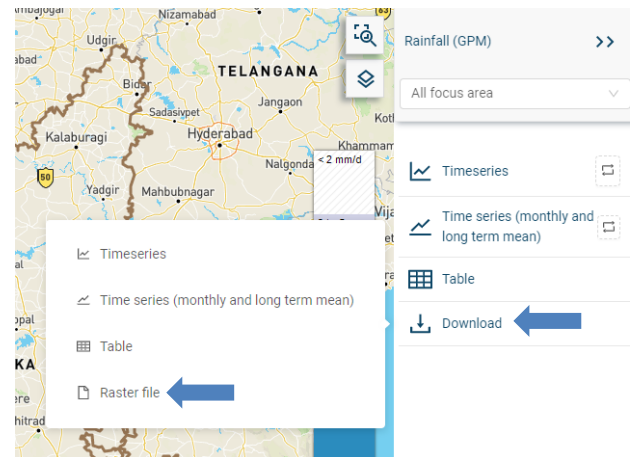 Nizamabad
163
Udgir
TELANGANA
Bidar
Jangaon
Sadasivpet
Kalaburagi
Hyderabad
Khammam
Nalgonda
< 2 mm/d
50
Yadgir
Mahbubnagar
KA
Rainfall (GPM)
>>
All focus area
Timeseries
Time series (monthly and
long term mean)
Table
Download
Timeseries
Time series (monthly and long term mean)
Table
Raster file